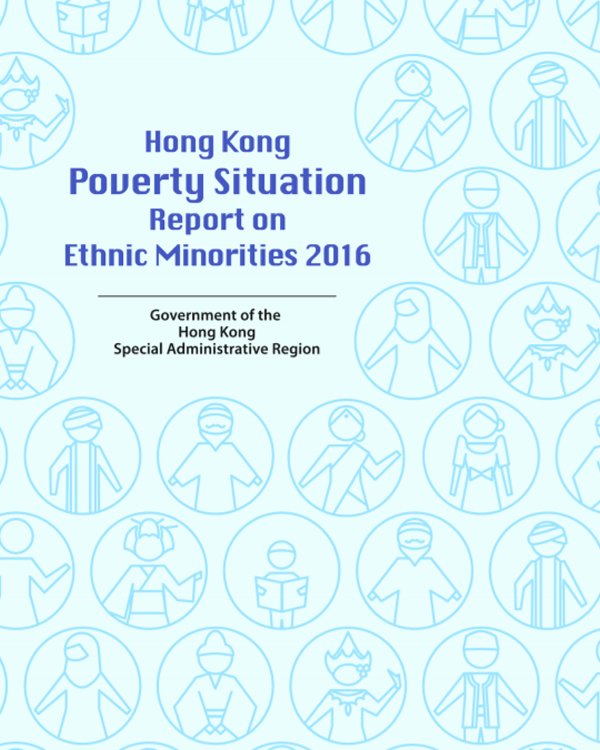 Hong Kong
Poverty Situation
Report on
Ethnic Minorities 2016
Government of the
Hong Kong
Special Administrative Region